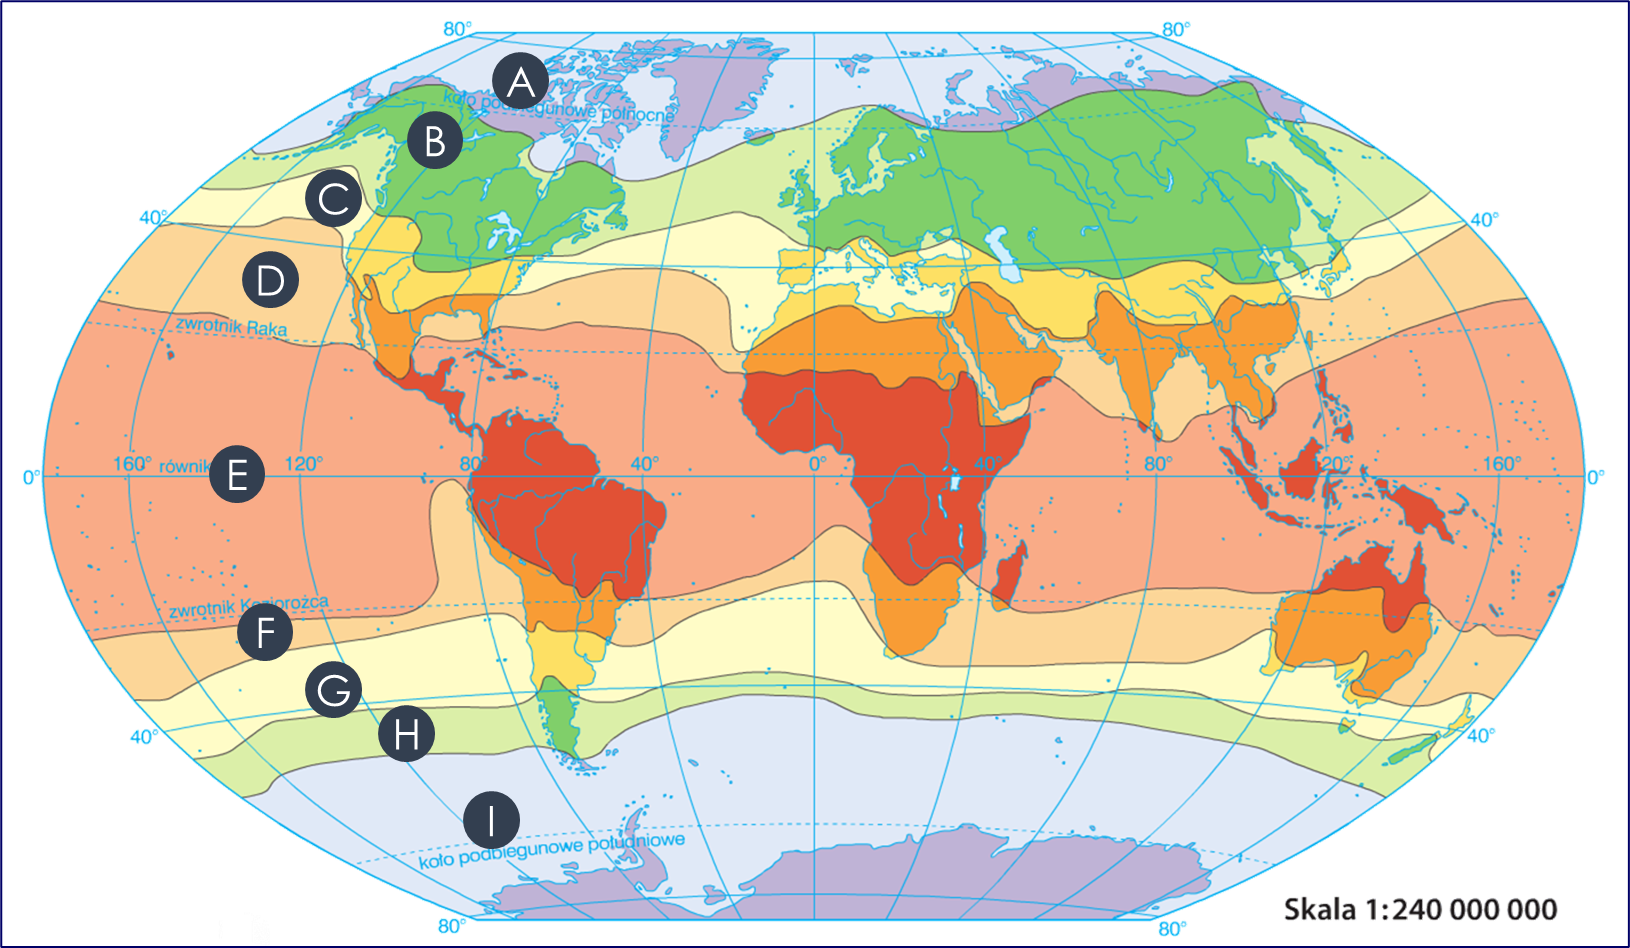 80°
80°
A
koło podbiegunowe północne
B
C
40°
40°
D
zwrotnik Raka
0°
160°
równik
E
120°
80°
40°
0°
40°
80°
120°
160°
0°
zwrotnik Koziorożca
F
G
H
40°
40°
I
koło podbiegunowe południowe
80°
80°
Skala 1:240 000 000